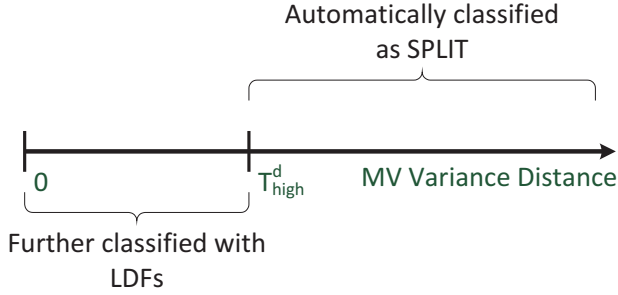 Automatically classified
as SPLIT
0
T^d_high
MV Variance Distance
Further classified with
LDFs